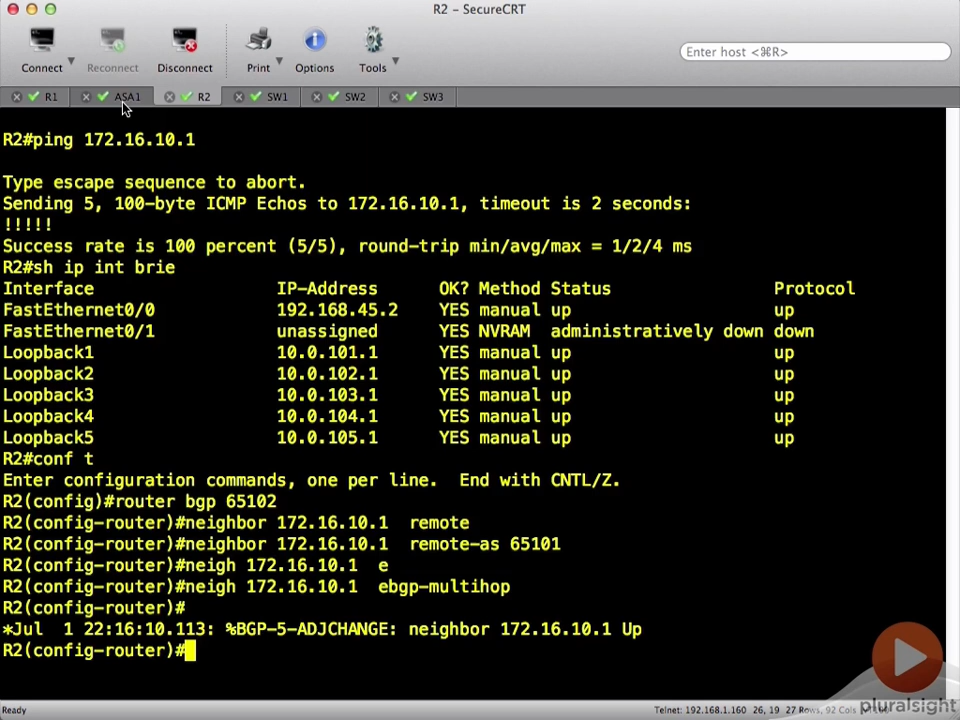 R2 – SecureCRT
Connect
Reconnect
Disconnect
Print
Options
Tools
Enter host <⌘R>
R1
ASA1
R2
SW1
SW2
SW3
R2#ping 172.16.10.1
Type escape sequence to abort.
Sending 5, 100-byte ICMP Echos to 172.16.10.1, timeout is 2 seconds:
!!!!!
Success rate is 100 percent (5/5), round-trip min/avg/max = 1/2/4 ms
R2#sh ip int brie
Interface IP-Address OK? Method Status Protocol
FastEthernet0/0 192.168.45.2 YES manual up up
FastEthernet0/1 unassigned YES NVRAM administratively down down
Loopback1 10.0.101.1 YES manual up up
Loopback2 10.0.102.1 YES manual up up
Loopback3 10.0.103.1 YES manual up up
Loopback4 10.0.104.1 YES manual up up
Loopback5 10.0.105.1 YES manual up up
R2#conf t
Enter configuration commands, one per line. End with CNTL/Z.
R2(config)#router bgp 65102
R2(config-router)#neighbor 172.16.10.1 remote
R2(config-router)#neighbor 172.16.10.1 remote-as 65101
R2(config-router)#neigh 172.16.10.1 e
R2(config-router)#neigh 172.16.10.1 ebgp-multihop
R2(config-router)#
*Jul 1 22:16:10.113: %BGP-5-ADJCHANGE: neighbor 172.16.10.1 Up
R2(config-router)#
Ready
Telnet: 192.168.1.160 26, 19 27 Rows, 92 Cols
pluralsight